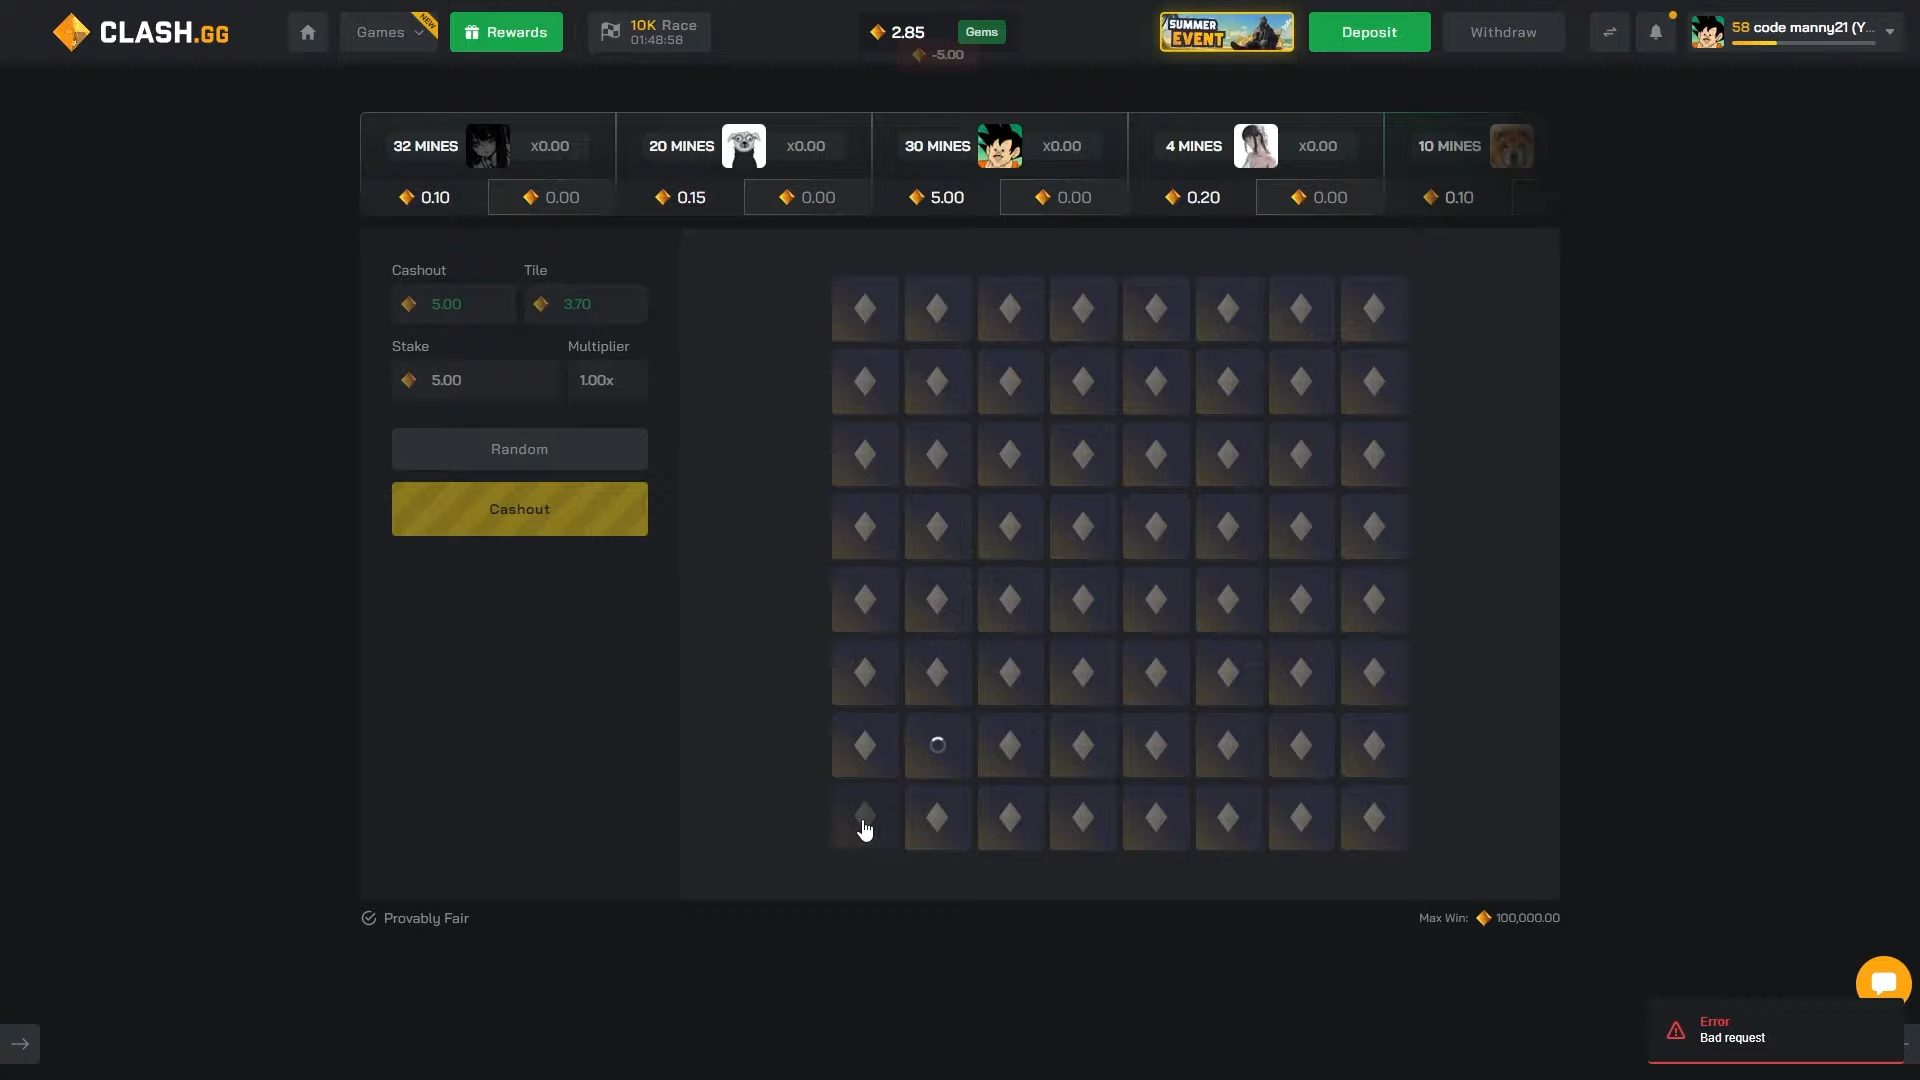 CLASH.GG
Games
NEW
Rewards
10K Race
01:48:58
2.85
Gems
-5.00
SUMMER
EVENT
Deposit
Withdraw
58 code manny21 (Y...
32 MINES x0.00
0.10 0.00
20 MINES x0.00
0.15 0.00
30 MINES x0.00
5.00 0.00
4 MINES x0.00
0.20 0.00
10 MINES
0.10
Cashout Tile
5.00 3.70
Stake Multiplier
5.00 1.00x
Random
Cashout
Provably Fair
Max Win: 100,000.00
Error
Bad request